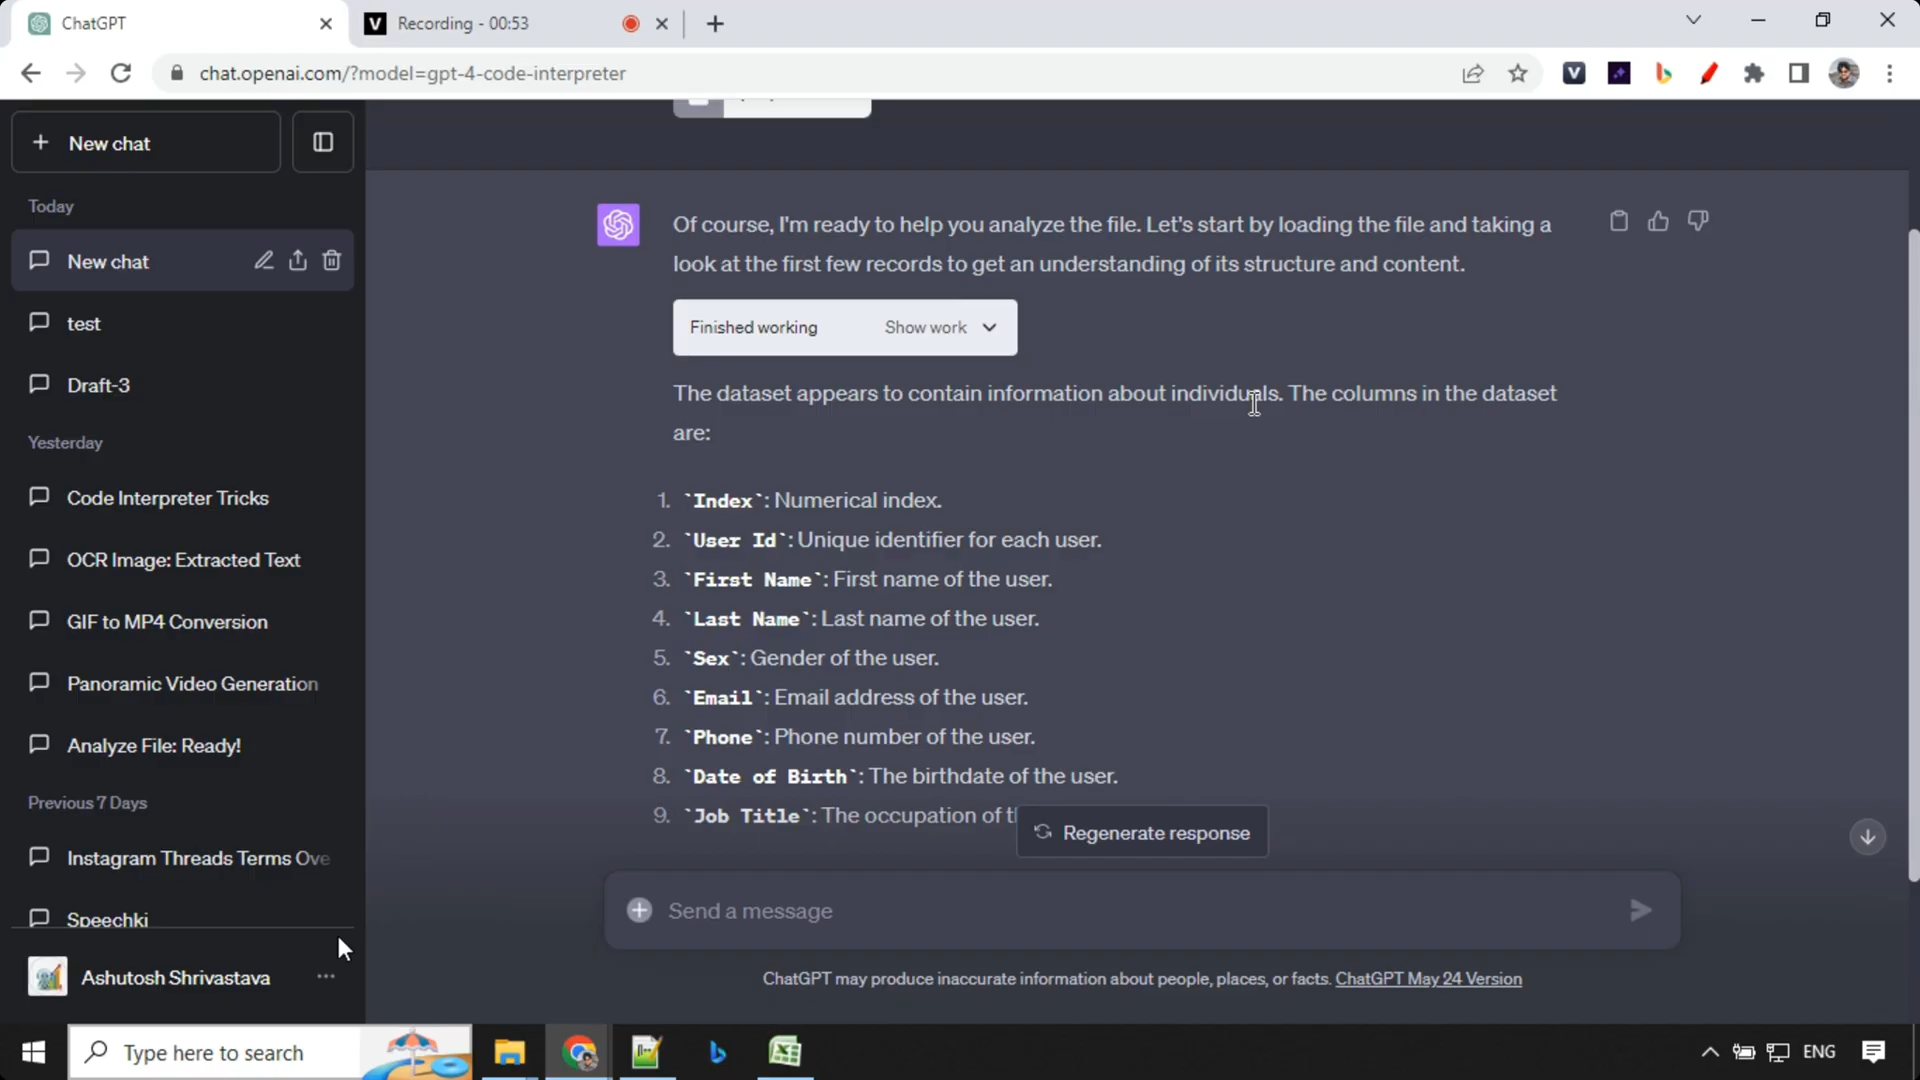 ChatGPT
Recording - 00:53
chat.openai.com/?model=gpt-4-code-interpreter
New chat
Today
New chat
test
Draft-3
Yesterday
Code Interpreter Tricks
OCR Image: Extracted Text
GIF to MP4 Conversion
Panoramic Video Generation
Analyze File: Ready!
Previous 7 Days
Instagram Threads Terms Ove
Speechki
Ashutosh Shrivastava
Of course, I'm ready to help you analyze the file. Let's start by loading the file and taking a
look at the first few records to get an understanding of its structure and content.
Finished working Show work
The dataset appears to contain information about individuals. The columns in the dataset
are:
1. `Index`: Numerical index.
2. `User Id`: Unique identifier for each user.
3. `First Name`: First name of the user.
4. `Last Name`: Last name of the user.
5. `Sex`: Gender of the user.
6. `Email`: Email address of the user.
7. `Phone`: Phone number of the user.
8. `Date of Birth`: The birthdate of the user.
9. `Job Title`: The occupation of
Regenerate response
Send a message
ChatGPT may produce inaccurate information about people, places, or facts. ChatGPT May 24 Version
Type here to search
ENG